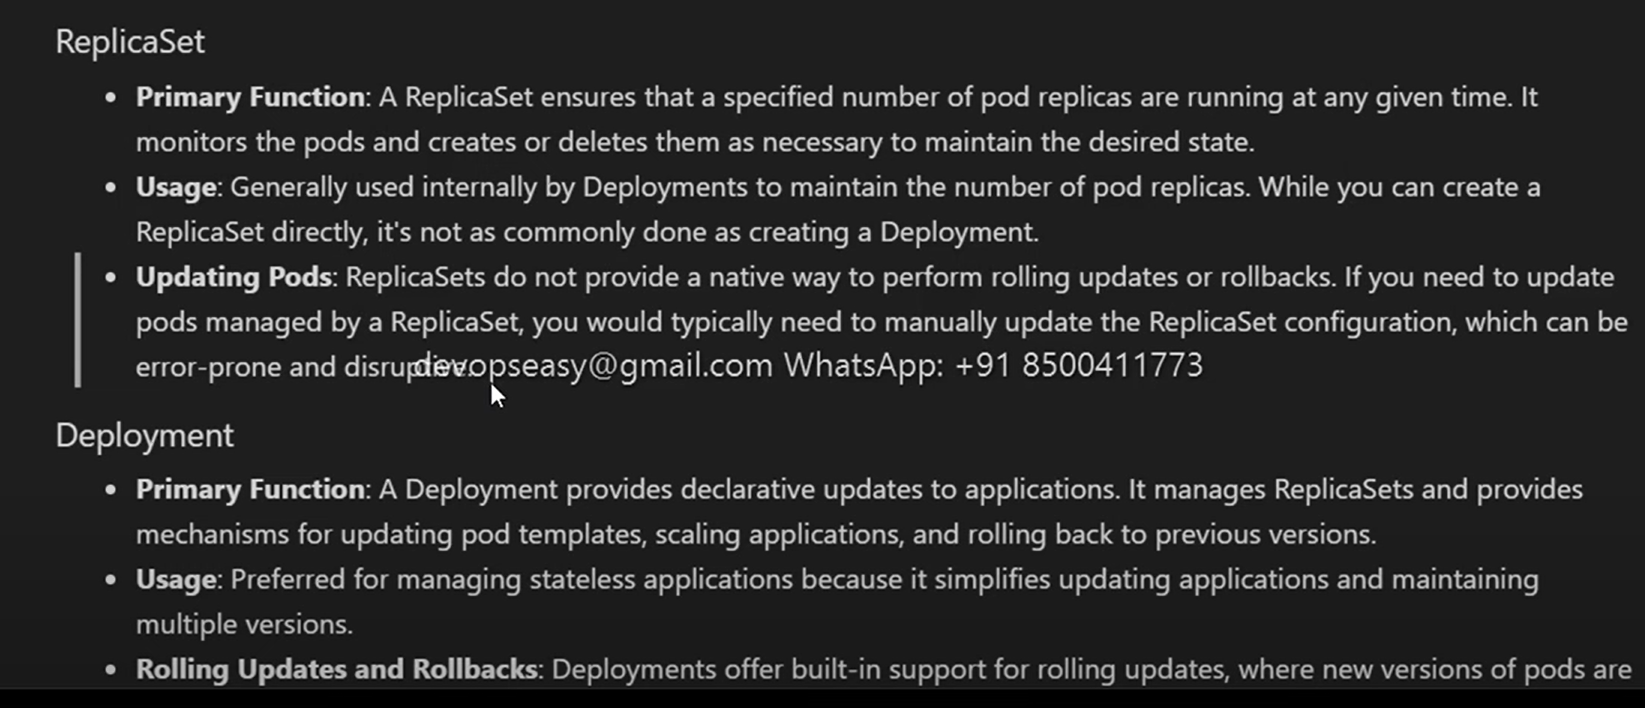 ReplicaSet
• Primary Function: A ReplicaSet ensures that a specified number of pod replicas are running at any given time. It
monitors the pods and creates or deletes them as necessary to maintain the desired state.
• Usage: Generally used internally by Deployments to maintain the number of pod replicas. While you can create a
ReplicaSet directly, it's not as commonly done as creating a Deployment.
• Updating Pods: ReplicaSets do not provide a native way to perform rolling updates or rollbacks. If you need to update
pods managed by a ReplicaSet, you would typically need to manually update the ReplicaSet configuration, which can be
error-prone and disruptive.
devopseasy@gmail.com WhatsApp: +91 8500411773
Deployment
• Primary Function: A Deployment provides declarative updates to applications. It manages ReplicaSets and provides
mechanisms for updating pod templates, scaling applications, and rolling back to previous versions.
• Usage: Preferred for managing stateless applications because it simplifies updating applications and maintaining
multiple versions.
• Rolling Updates and Rollbacks: Deployments offer built-in support for rolling updates, where new versions of pods are